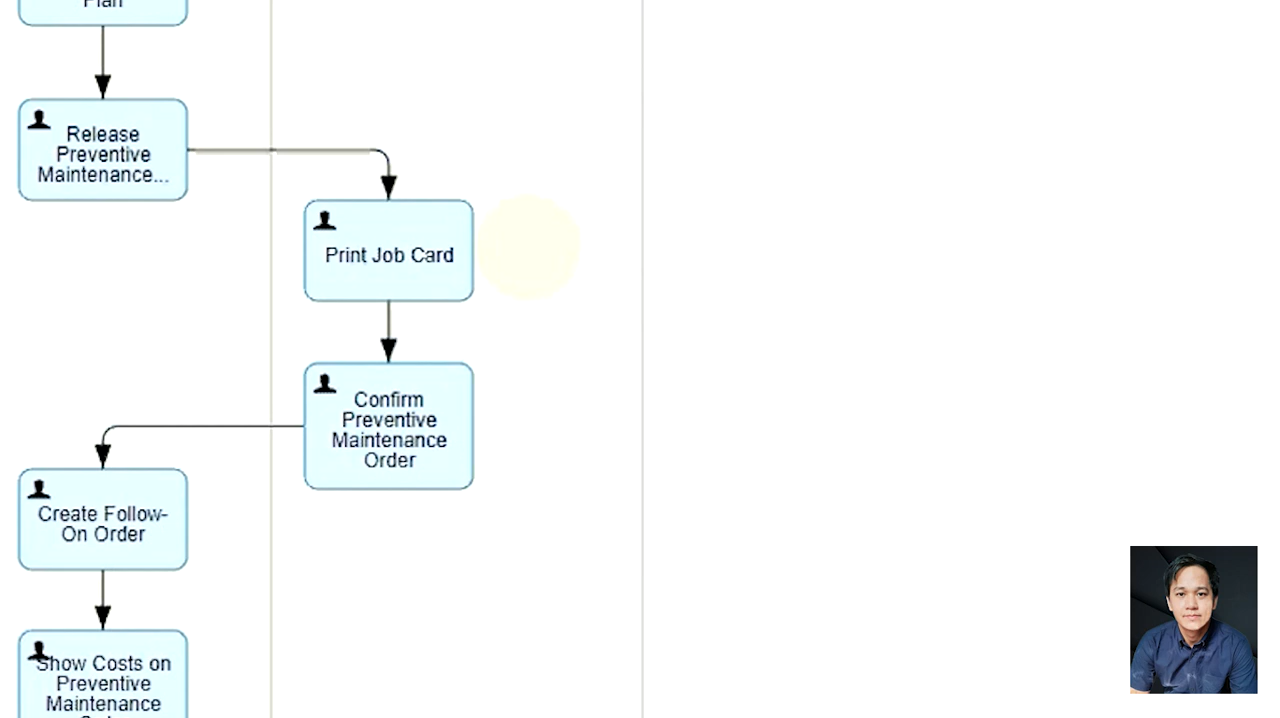 Plan
Release
Preventive
Maintenance...
Print Job Card
Confirm
Preventive
Maintenance
Order
Create Follow-
On Order
Show Costs on
Preventive
Maintenance